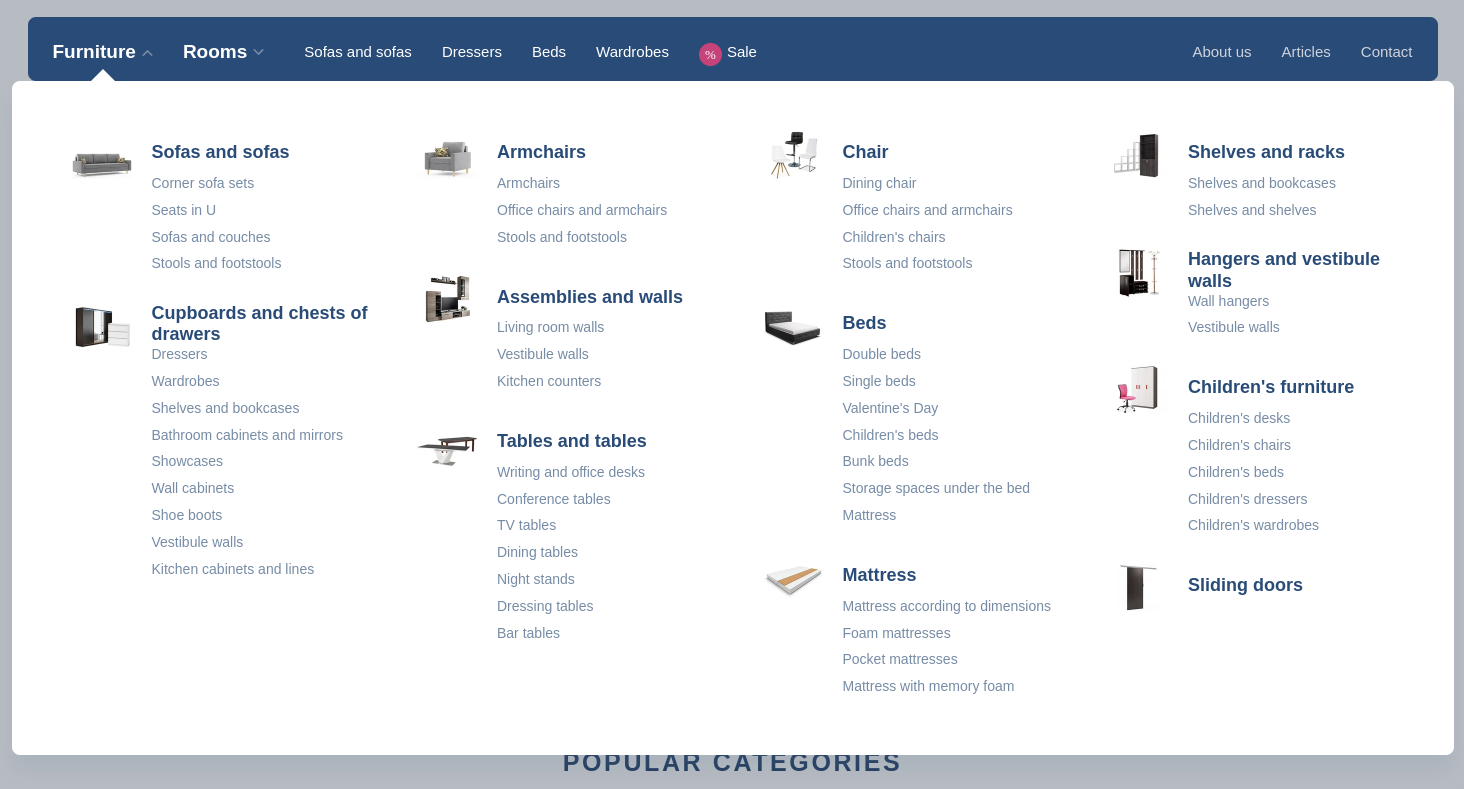 Furniture Rooms Sofas and sofas Dressers Beds Wardrobes % Sale About us Articles Contact
Sofas and sofas
Corner sofa sets
Seats in U
Sofas and couches
Stools and footstools
Cupboards and chests of
drawers
Dressers
Wardrobes
Shelves and bookcases
Bathroom cabinets and mirrors
Showcases
Wall cabinets
Shoe boots
Vestibule walls
Kitchen cabinets and lines
Armchairs
Armchairs
Office chairs and armchairs
Stools and footstools
Assemblies and walls
Living room walls
Vestibule walls
Kitchen counters
Tables and tables
Writing and office desks
Conference tables
TV tables
Dining tables
Night stands
Dressing tables
Bar tables
Chair
Dining chair
Office chairs and armchairs
Children's chairs
Stools and footstools
Beds
Double beds
Single beds
Valentine's Day
Children's beds
Bunk beds
Storage spaces under the bed
Mattress
Mattress
Mattress according to dimensions
Foam mattresses
Pocket mattresses
Mattress with memory foam
Shelves and racks
Shelves and bookcases
Shelves and shelves
Hangers and vestibule
walls
Wall hangers
Vestibule walls
Children's furniture
Children's desks
Children's chairs
Children's beds
Children's dressers
Children's wardrobes
Sliding doors
POPULAR CATEGORIES